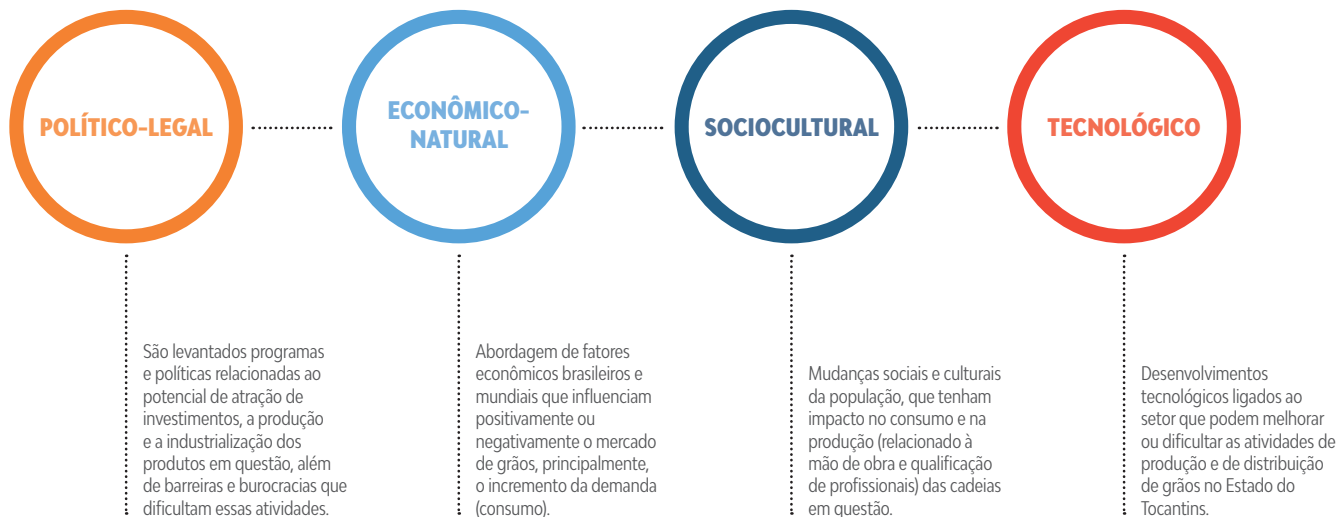 POLÍTICO-LEGAL
São levantados programas
e políticas relacionadas ao
potencial de atração de
investimentos, a produção
e a industrialização dos
produtos em questão, além
de barreiras e burocracias que
dificultam essas atividades.
ECONÔMICO-
NATURAL
Abordagem de fatores
econômicos brasileiros e
mundiais que influenciam
positivamente ou
negativamente o mercado
de grãos, principalmente,
o incremento da demanda
(consumo).
SOCIOCULTURAL
Mudanças sociais e culturais
da população, que tenham
impacto no consumo e na
produção (relacionado à
mão de obra e qualificação
de profissionais) das cadeias
em questão.
TECNOLÓGICO
Desenvolvimentos
tecnológicos ligados ao
setor que podem melhorar
ou dificultar as atividades de
produção e de distribuição
de grãos no Estado do
Tocantins.